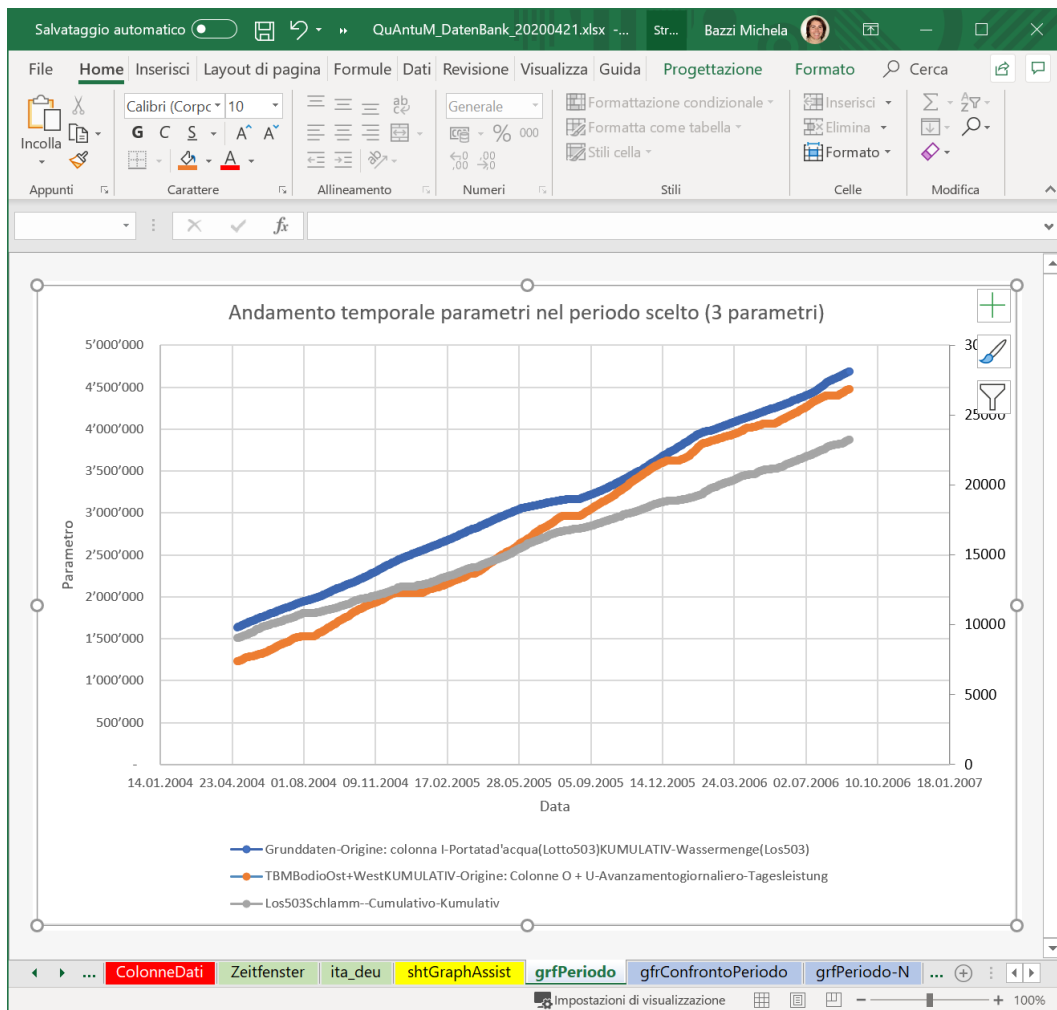 Salvataggio automatico QuAntuM_DatenBank_20200421.xlsx -... Str... Bazzi Michela
File Home Inserisci Layout di pagina Formule Dati Revisione Visualizza Guida Progettazione Formato Cerca
Incolla
Calibri (Corpc 10
G C S A A A
ab
Generale
% 000
,00
Formattazione condizionale
Formatta come tabella
Stili cella
Inserisci
Elimina
Formato
Appunti Carattere Allineamento Numeri Stili Celle Modifica
fx
Andamento temporale parametri nel periodo scelto (3 parametri)
5’000’000
4’500’000
4’000’000
3’500’000
3’000’000
2’500’000
2’000’000
1’500’000
1’000’000
500’000
-
Parametro
25000
20000
15000
10000
5000
0
14.01.2004 23.04.2004 01.08.2004 09.11.2004 17.02.2005 28.05.2005 05.09.2005 14.12.2005 24.03.2006 02.07.2006 10.10.2006 18.01.2007
Data
Grunddaten-Origine: colonna I-Portatad'acqua(Lotto503)KUMULATIV-Wassermenge(Los503)
TBMBodioOst+WestKUMULATIV-Origine: Colonne O + U-Avanzamentogiornaliero-Tagesleistung
Los503Schlamm--Cumulativo-Kumulativ
... ColonneDati Zeitfenster ita_deu shtGraphAssist grfPeriodo gfrConfrontoPeriodo grfPeriodo-N ...
Impostazioni di visualizzazione 100%